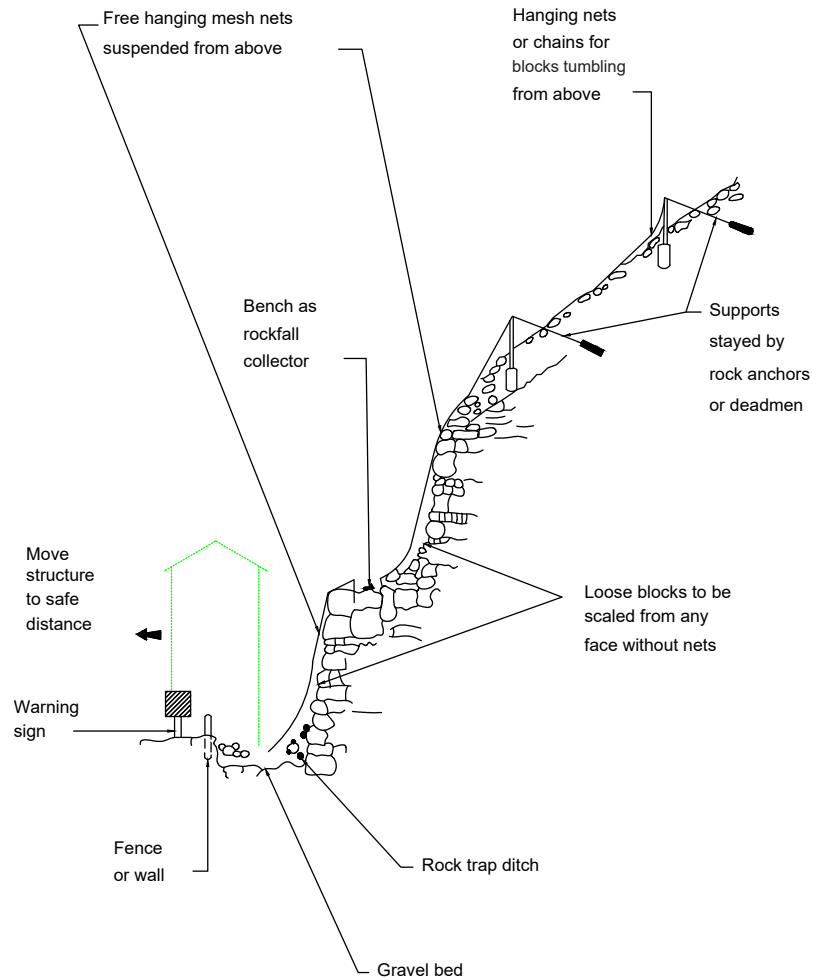 Free hanging mesh nets
suspended from above
Hanging nets
or chains for
blocks tumbling
from above
Bench as
rockfall
collector
Supports
stayed by
rock anchors
or deadmen
Move
structure
to safe
distance
Loose blocks to be
scaled from any
face without nets
Warning
sign
Fence
or wall
Rock trap ditch
Gravel bed